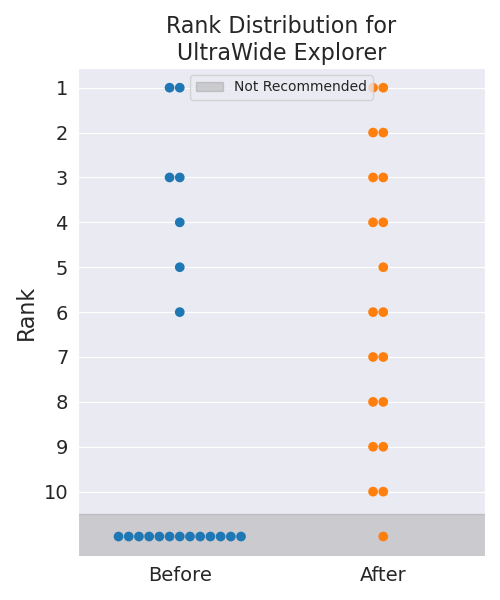 Rank Distribution for
UltraWide Explorer
Not Recommended
1
2
3
4
5
6
7
8
9
10
Rank
Before
After